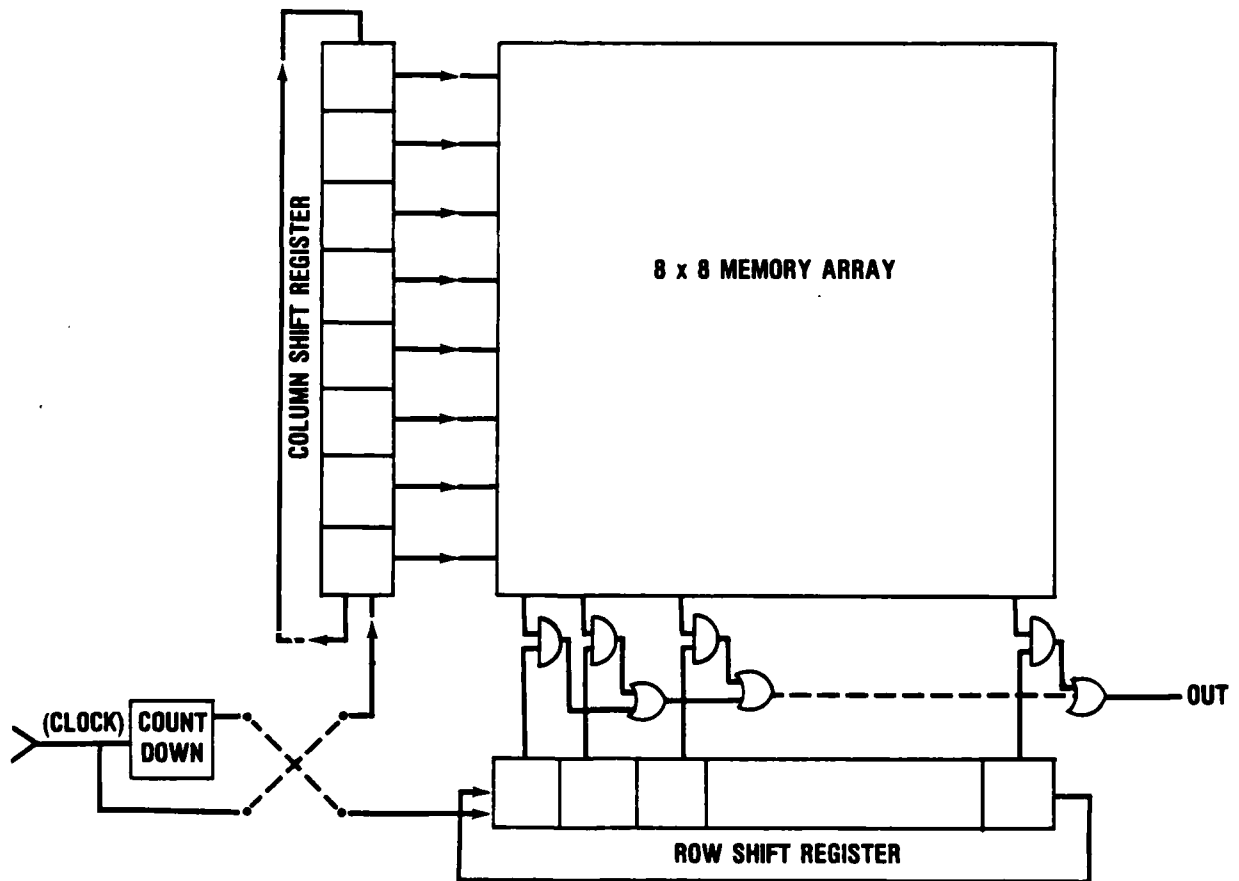 COLUMN SHIFT REGISTER
8 x 8 MEMORY ARRAY
OUT
(CLOCK)
COUNT
DOWN
ROW SHIFT REGISTER